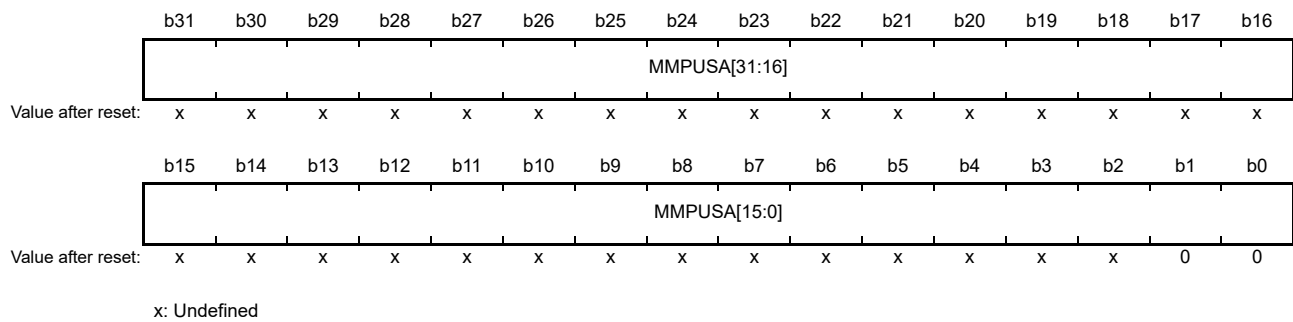 b31 b30 b29 b28 b27 b26 b25 b24 b23 b22 b21 b20 b19 b18 b17 b16
MMPUSA[31:16]
Value after reset: x x x x x x x x x x x x x x x x
b15 b14 b13 b12 b11 b10 b9 b8 b7 b6 b5 b4 b3 b2 b1 b0
MMPUSA[15:0]
Value after reset: x x x x x x x x x x x x x x 0 0
x: Undefined